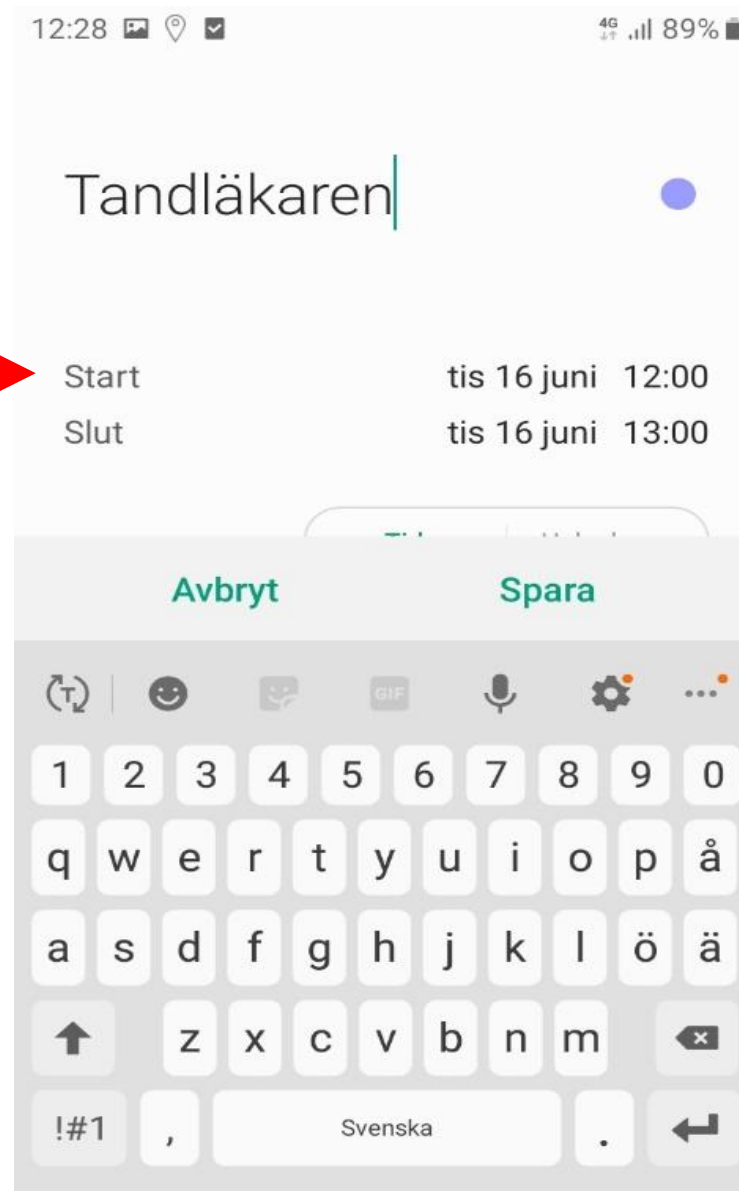 12:28 4G 89%
Tandläkaren
Start tis 16 juni 12:00
Slut tis 16 juni 13:00
Avbryt Spara
T GIF
1 2 3 4 5 6 7 8 9 0
q w e r t y u i o p å
a s d f g h j k l ö ä
z x c v b n m
!#1 , Svenska .